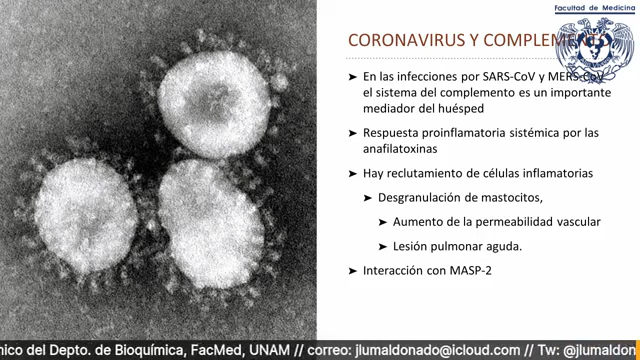 Facultad de Medicina
CORONAVIRUS Y COMPLEMENTO
➤ En las infecciones por SARS-CoV y MERS-CoV
el sistema del complemento es un importante
mediador del huésped
➤ Respuesta proinflamatoria sistémica por las
anafilatoxinas
➤ Hay reclutamiento de células inflamatorias
➤ Desgranulación de mastocitos,
➤ Aumento de la permeabilidad vascular
➤ Lesión pulmonar aguda.
➤ Interacción con MASP-2
nico del Depto. de Bioquímica, FacMed, UNAM // correo: jlumaldonado@icloud.com // Tw: @jlumaldon